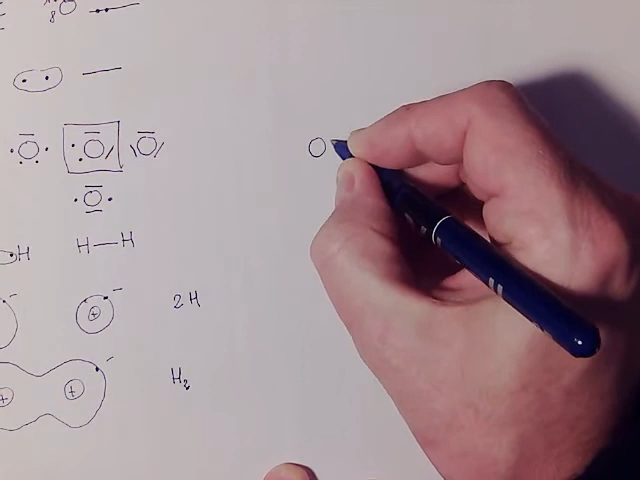 8 O
O O O
O
H H—H
+ 2 H
+ + H₂
O